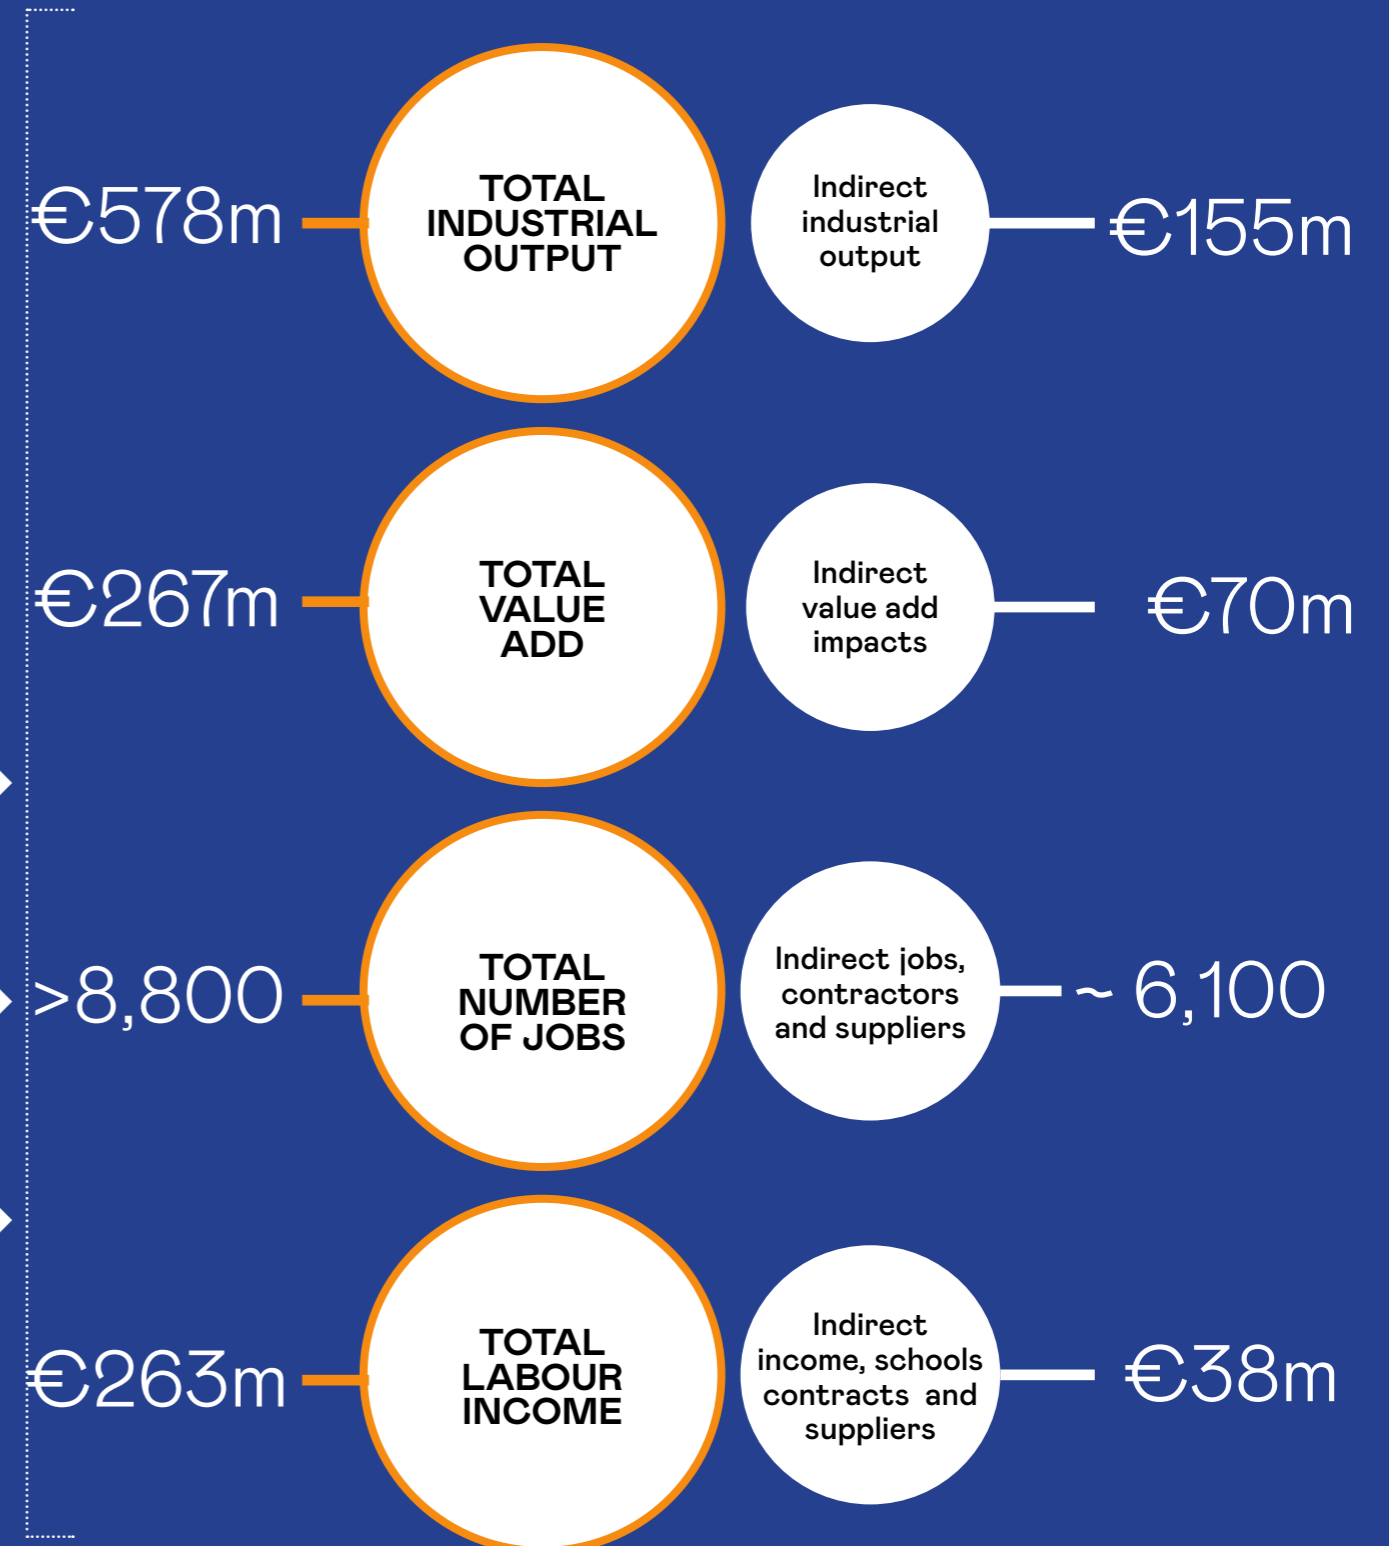 €578m
TOTAL
INDUSTRIAL
OUTPUT
Indirect
industrial
output
€155m
€267m
TOTAL
VALUE
ADD
Indirect
value add
impacts
€70m
>8,800
TOTAL
NUMBER
OF JOBS
Indirect jobs,
contractors
and suppliers
~ 6,100
€263m
TOTAL
LABOUR
INCOME
Indirect
income, schools
contracts and
suppliers
€38m